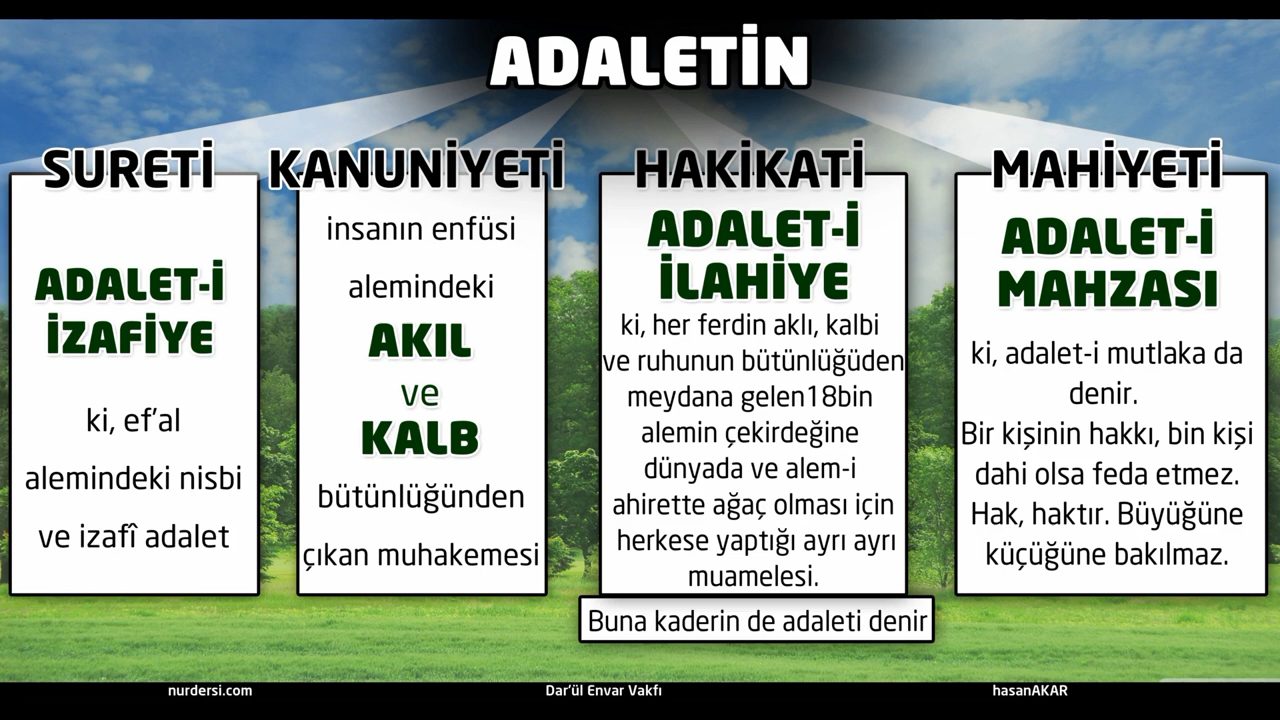 ADALETİN
SURETİ
ADALET-İ
İZAFİYE
ki, ef'al
alemindeki nisbi
ve izafî adalet
KANUNİYETİ
insanın enfüsi
alemindeki
AKIL
ve
KALB
bütünlüğünden
çıkan muhakemesi
HAKİKATİ
ADALET-İ
İLAHİYE
ki, her ferdin aklı, kalbi
ve ruhunun bütünlüğüden
meydana gelen18bin
alemin çekirdeğine
dünyada ve alem-i
ahirette ağaç olması için
herkese yaptığı ayrı ayrı
muamelesi.
Buna kaderin de adaleti denir
MAHİYETİ
ADALET-İ
MAHZASI
ki, adalet-i mutlaka da
denir.
Bir kişinin hakkı, bin kişi
dahi olsa feda etmez.
Hak, haktır. Büyüğüne
küçüğüne bakılmaz.
nurdersi.com
Dar'ül Envar Vakfı
hasanAKAR